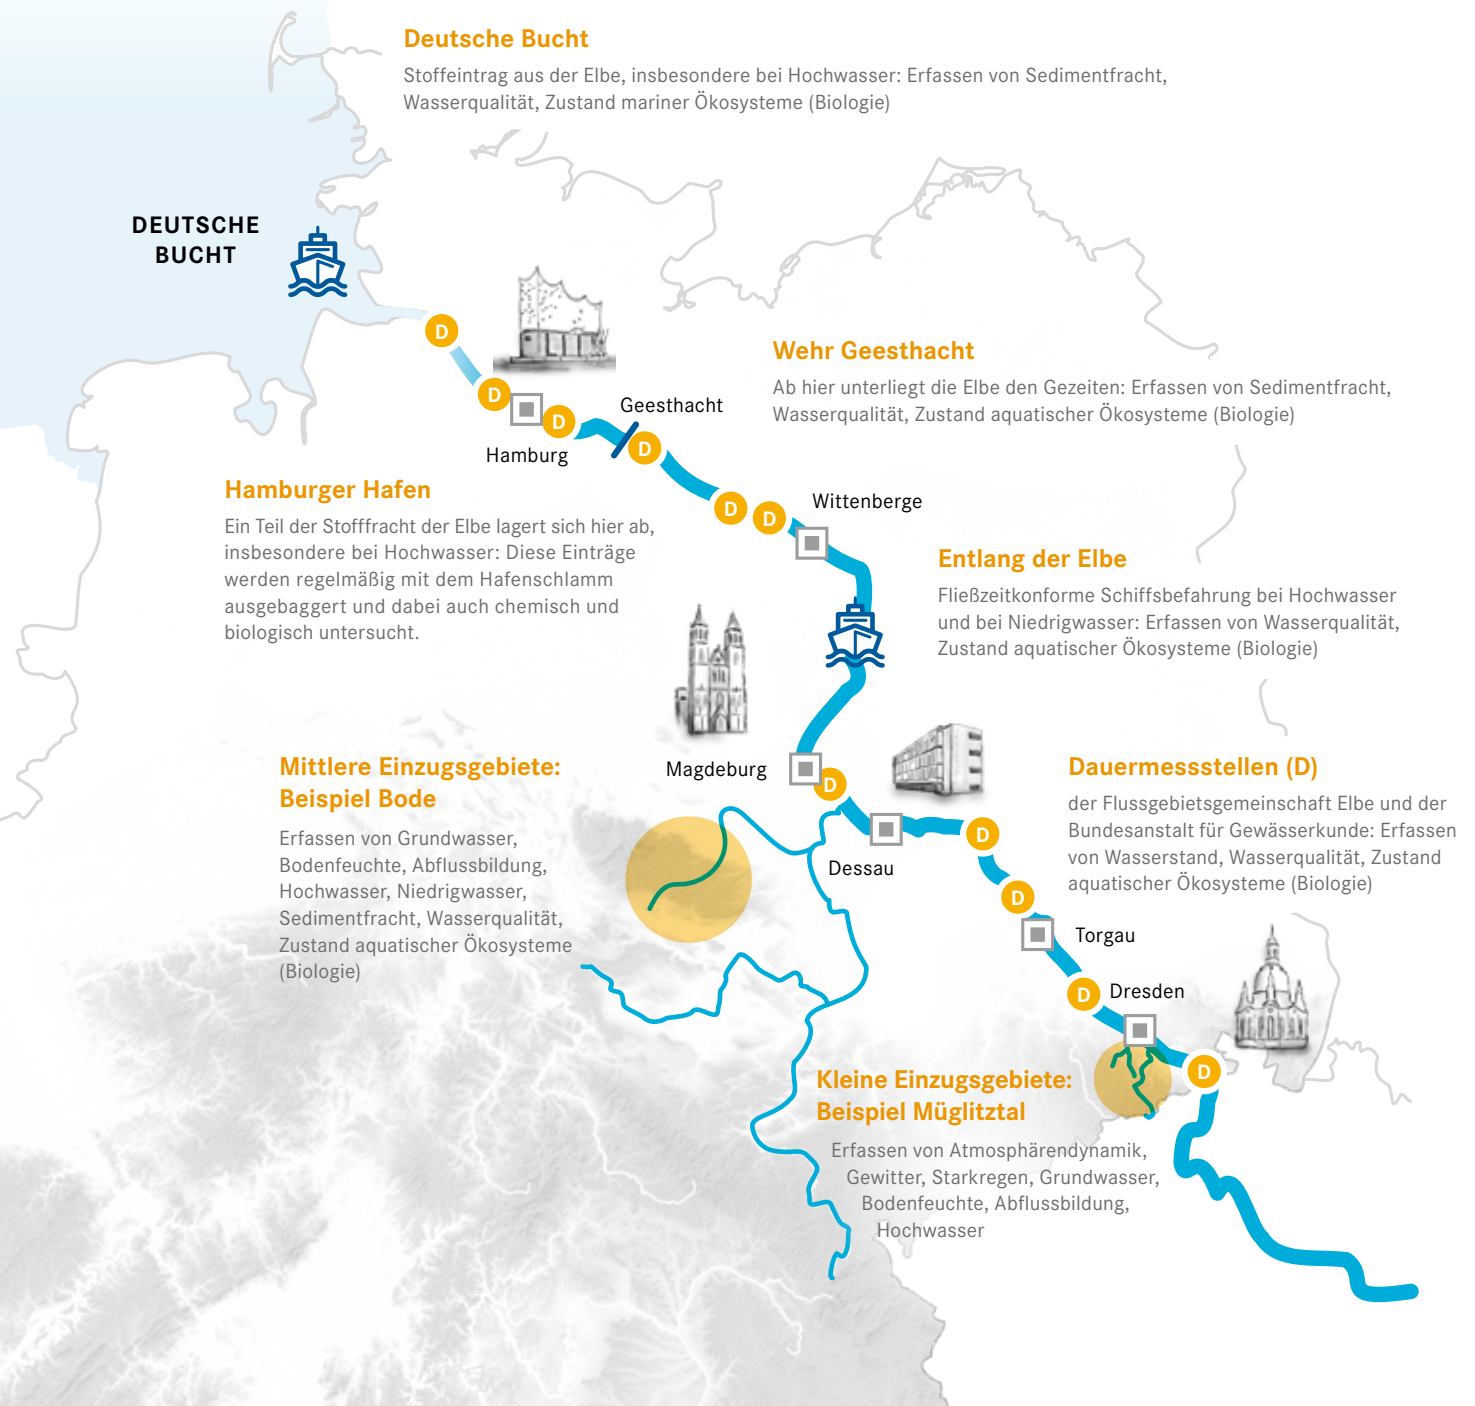 Deutsche Bucht
Stoffeintrag aus der Elbe, insbesondere bei Hochwasser: Erfassen von Sedimentfracht,
Wasserqualität, Zustand mariner Ökosysteme (Biologie)
DEUTSCHE
BUCHT
D
Wehr Geesthacht
Ab hier unterliegt die Elbe den Gezeiten: Erfassen von Sedimentfracht,
Wasserqualität, Zustand aquatischer Ökosysteme (Biologie)
D
Geesthacht
D
D
Hamburg
Hamburger Hafen
Ein Teil der Stofffracht der Elbe lagert sich hier ab,
insbesondere bei Hochwasser: Diese Einträge
werden regelmäßig mit dem Hafenschlamm
ausgebaggert und dabei auch chemisch und
biologisch untersucht.
D
D
Wittenberge
Entlang der Elbe
Fließzeitkonforme Schiffsbefahrung bei Hochwasser
und bei Niedrigwasser: Erfassen von Wasserqualität,
Zustand aquatischer Ökosysteme (Biologie)
Mittlere Einzugsgebiete:
Beispiel Bode
Erfassen von Grundwasser,
Bodenfeuchte, Abflussbildung,
Hochwasser, Niedrigwasser,
Sedimentfracht, Wasserqualität,
Zustand aquatischer Ökosysteme
(Biologie)
Magdeburg
D
Dessau
D
D
Dauermessstellen (D)
der Flussgebietsgemeinschaft Elbe und der
Bundesanstalt für Gewässerkunde: Erfassen
von Wasserstand, Wasserqualität, Zustand
aquatischer Ökosysteme (Biologie)
Torgau
D
Dresden
D
Kleine Einzugsgebiete:
Beispiel Müglitztal
Erfassen von Atmosphärendynamik,
Gewitter, Starkregen, Grundwasser,
Bodenfeuchte, Abflussbildung,
Hochwasser